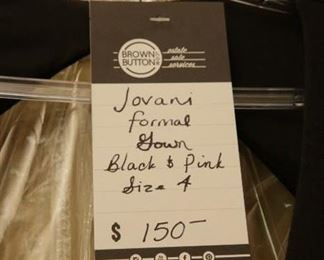 BROWN
BUTTON
estate
sale
services
Jovani
formal
Gown
Black & Pink
Size 4
$ 150-